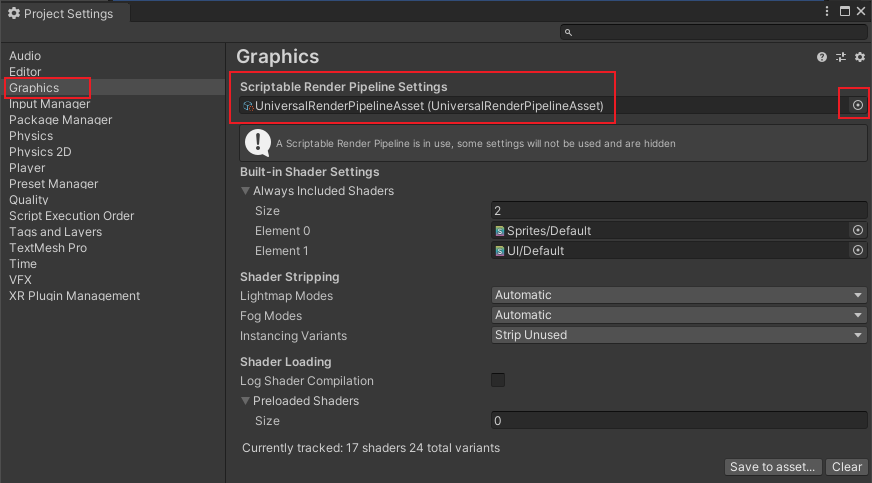 Project Settings
Audio
Editor
Graphics
Input Manager
Package Manager
Physics
Physics 2D
Player
Preset Manager
Quality
Script Execution Order
Tags and Layers
TextMesh Pro
Time
VFX
XR Plugin Management
Graphics
Scriptable Render Pipeline Settings
UniversalRenderPipelineAsset (UniversalRenderPipelineAsset)
A Scriptable Render Pipeline is in use, some settings will not be used and are hidden
Built-in Shader Settings
Always Included Shaders
Size 2
Element 0 Sprites/Default
Element 1 UI/Default
Shader Stripping
Lightmap Modes Automatic
Fog Modes Automatic
Instancing Variants Strip Unused
Shader Loading
Log Shader Compilation
Preloaded Shaders
Size 0
Currently tracked: 17 shaders 24 total variants
Save to asset... Clear